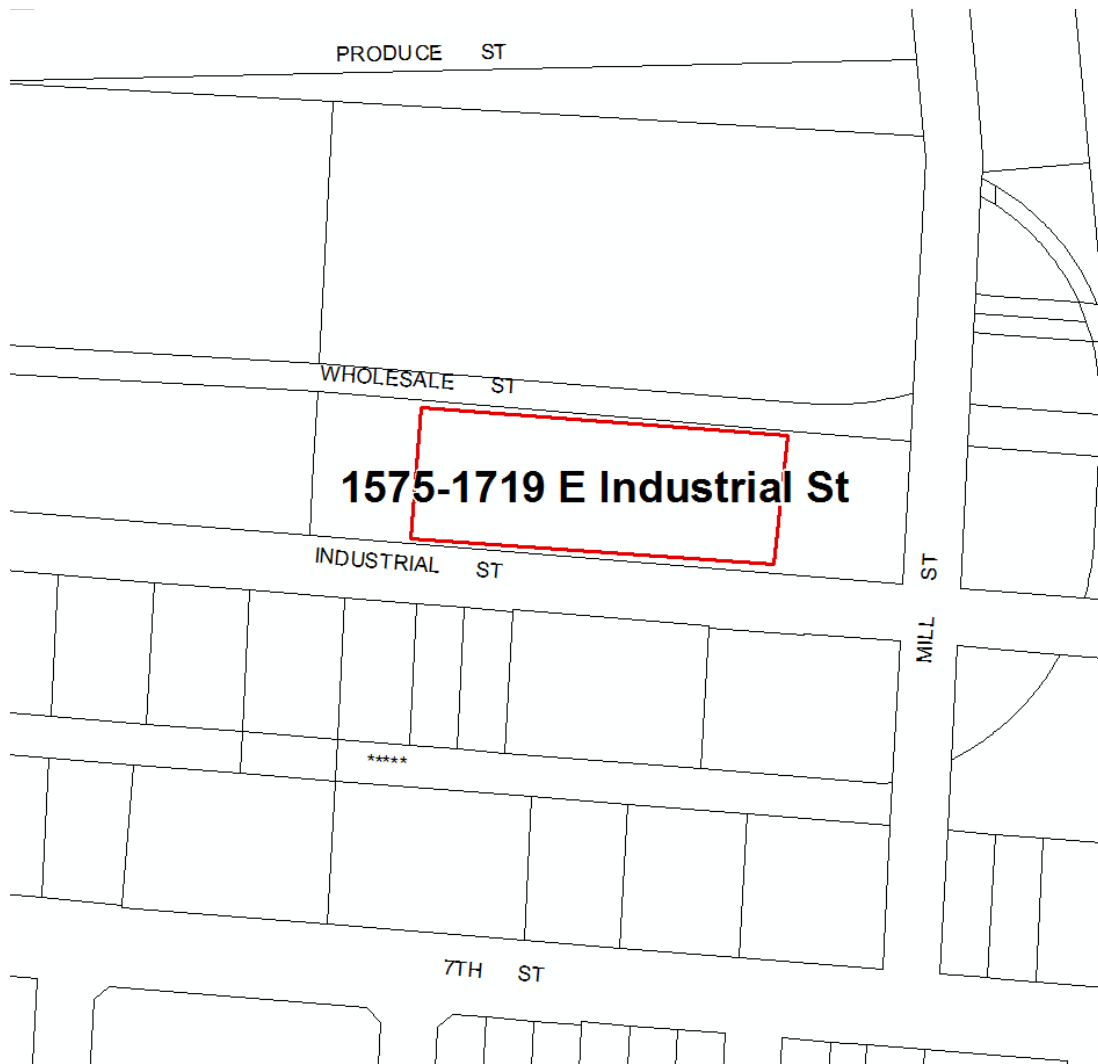 PRODUCE ST
WHOLESALE ST
1575-1719 E Industrial St
INDUSTRIAL ST
MILL ST
*****
7TH ST